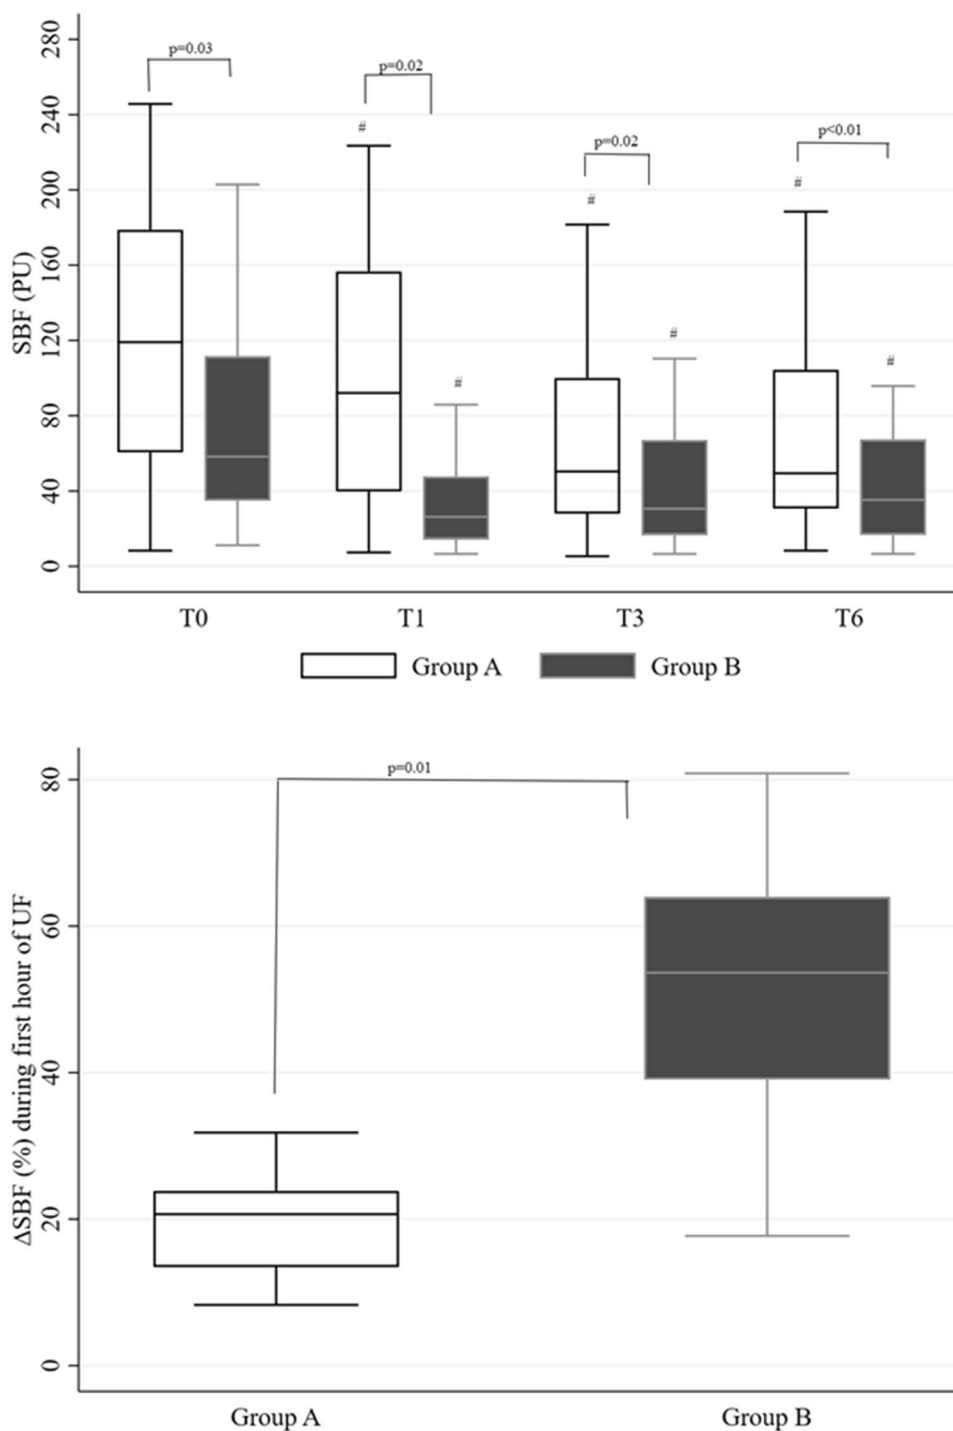 280
240
200
160
120
80
40
0
SBF (PU)
p=0.03
p=0.02
p=0.02
p<0.01
#
#
#
#
#
#
T0 T1 T3 T6
Group A Group B
80
60
40
20
0
ΔSBF (%) during first hour of UF
p=0.01
Group A Group B